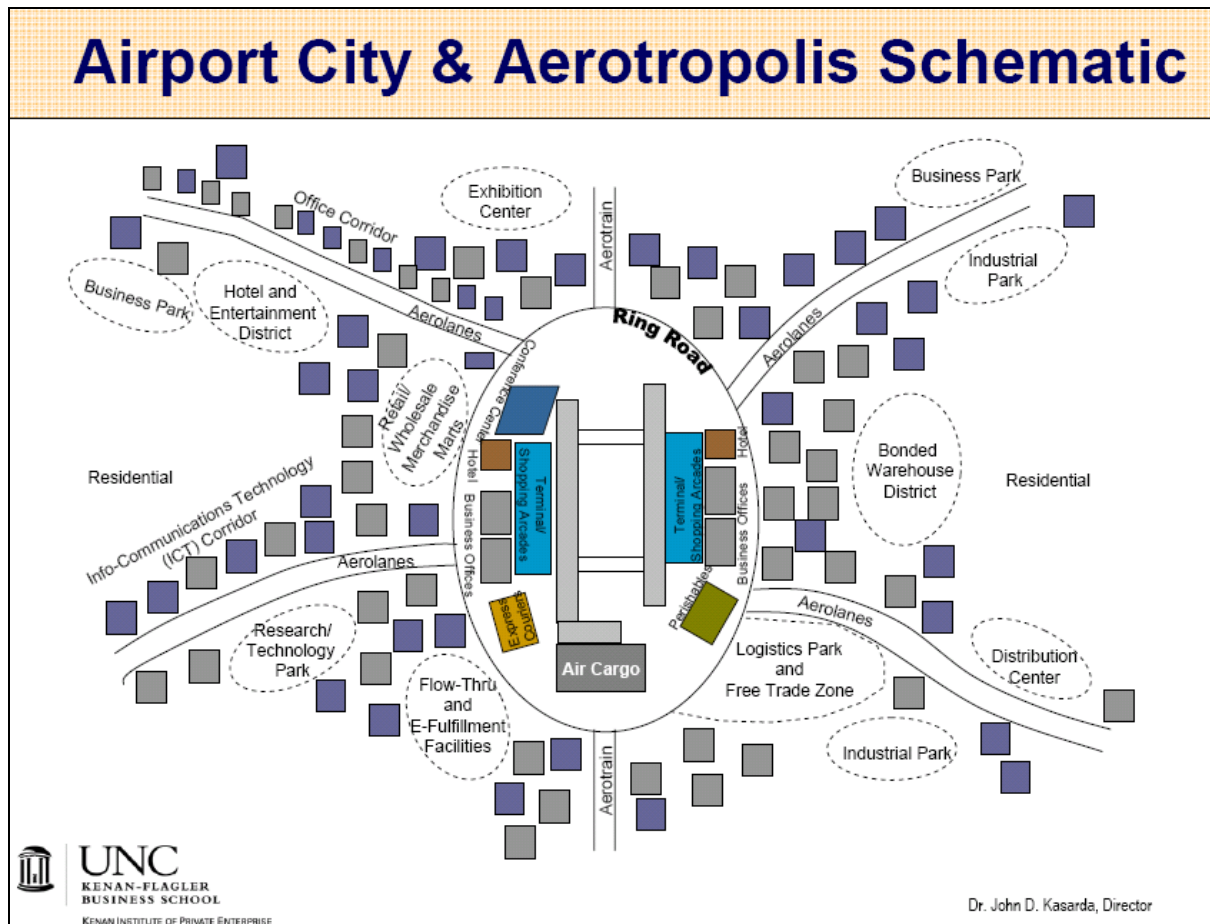 Airport City & Aerotropolis Schematic
Business Park
Exhibition
Center
Office Corridor
Aerotrain
Industrial
Park
Business Park
Hotel and
Entertainment
District
Aerolanes
Ring Road
Aerolanes
Conference Center
Retail/
Wholesale
Merchandise
Marts
Hotel
Terminal/
Shopping Arcades
Terminal/
Shopping Arcades
Hotel
Bonded
Warehouse
District
Residential
Residential
Info-Communications Technology
(ICT) Corridor
Business Offices
Business Offices
Aerolanes
Express
Couriers
Perishables
Aerolanes
Research/
Technology
Park
Air Cargo
Logistics Park
and
Free Trade Zone
Distribution
Center
Flow-Thru
and
E-Fulfillment
Facilities
Aerotrain
Industrial Park
UNC
KENAN-FLAGLER
BUSINESS SCHOOL
KENAN INSTITUTE OF PRIVATE ENTERPRISE
Dr. John D. Kasarda, Director